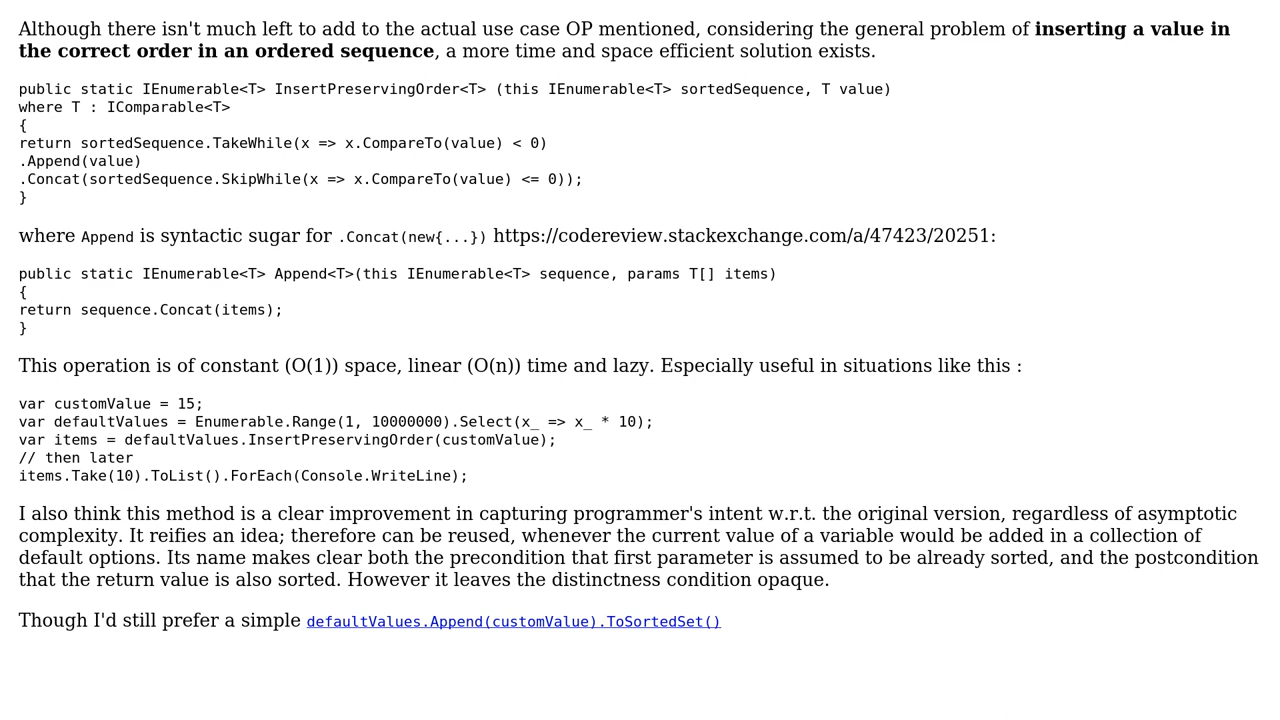 Although there isn't much left to add to the actual use case OP mentioned, considering the general problem of inserting a value in
the correct order in an ordered sequence, a more time and space efficient solution exists.
public static IEnumerable<T> InsertPreservingOrder<T> (this IEnumerable<T> sortedSequence, T value)
where T : IComparable<T>
{
return sortedSequence.TakeWhile(x => x.CompareTo(value) < 0)
.Append(value)
.Concat(sortedSequence.SkipWhile(x => x.CompareTo(value) <= 0));
}
where Append is syntactic sugar for .Concat(new{...}) https://codereview.stackexchange.com/a/47423/20251:
public static IEnumerable<T> Append<T>(this IEnumerable<T> sequence, params T[] items)
{
return sequence.Concat(items);
}
This operation is of constant (O(1)) space, linear (O(n)) time and lazy. Especially useful in situations like this :
var customValue = 15;
var defaultValues = Enumerable.Range(1, 10000000).Select(x_ => x_ * 10);
var items = defaultValues.InsertPreservingOrder(customValue);
// then later
items.Take(10).ToList().ForEach(Console.WriteLine);
I also think this method is a clear improvement in capturing programmer's intent w.r.t. the original version, regardless of asymptotic
complexity. It reifies an idea; therefore can be reused, whenever the current value of a variable would be added in a collection of
default options. Its name makes clear both the precondition that first parameter is assumed to be already sorted, and the postcondition
that the return value is also sorted. However it leaves the distinctness condition opaque.
Though I'd still prefer a simple defaultValues.Append(customValue).ToSortedSet()